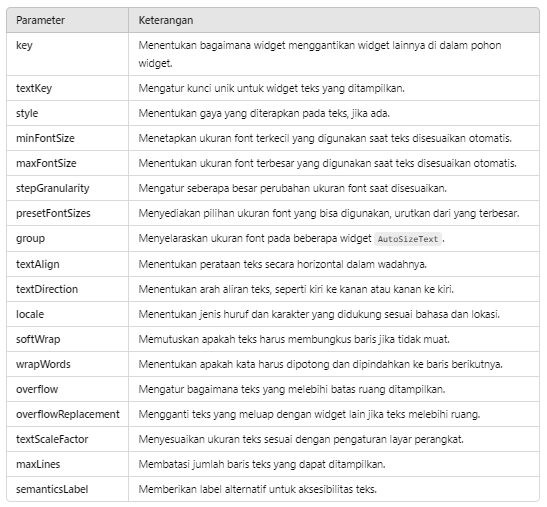 Parameter Keterangan
key Menentukan bagaimana widget menggantikan widget lainnya di dalam pohon
widget.
textKey Mengatur kunci unik untuk widget teks yang ditampilkan.
style Menentukan gaya yang diterapkan pada teks, jika ada.
minFontSize Menetapkan ukuran font terkecil yang digunakan saat teks disesuaikan otomatis.
maxFontSize Menentukan ukuran font terbesar yang digunakan saat teks disesuaikan otomatis.
stepGranularity Mengatur seberapa besar perubahan ukuran font saat disesuaikan.
presetFontSizes Menyediakan pilihan ukuran font yang bisa digunakan, urutkan dari yang terbesar.
group Menyelaraskan ukuran font pada beberapa widget AutoSizeText.
textAlign Menentukan perataan teks secara horizontal dalam wadahnya.
textDirection Menentukan arah aliran teks, seperti kiri ke kanan atau kanan ke kiri.
locale Menentukan jenis huruf dan karakter yang didukung sesuai bahasa dan lokasi.
softWrap Memutuskan apakah teks harus membungkus baris jika tidak muat.
wrapWords Menentukan apakah kata harus dipotong dan dipindahkan ke baris berikutnya.
overflow Mengatur bagaimana teks yang melebihi batas ruang ditampilkan.
overflowReplacement Mengganti teks yang meluap dengan widget lain jika teks melebihi ruang.
textScaleFactor Menyesuaikan ukuran teks sesuai dengan pengaturan layar perangkat.
maxLines Membatasi jumlah baris teks yang dapat ditampilkan.
semanticsLabel Memberikan label alternatif untuk aksesibilitas teks.